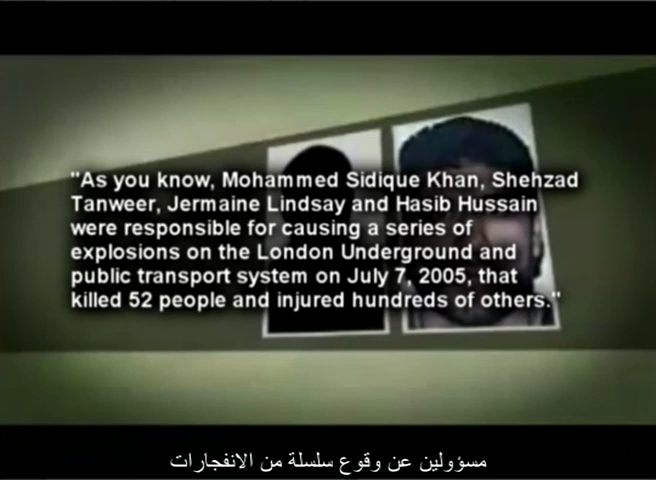 "As you know, Mohammed Sidique Khan, Shehzad
Tanweer, Jermaine Lindsay and Hasib Hussain
were responsible for causing a series of
explosions on the London Underground and
public transport system on July 7, 2005, that
killed 52 people and injured hundreds of others."
مسؤولين عن وقوع سلسلة من الانفجارات